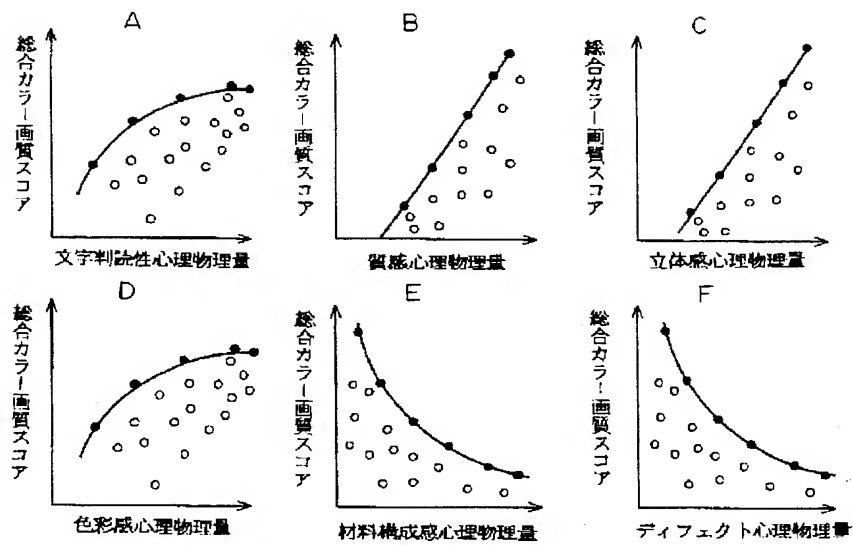 A
総合カラー画質スコア
文字判読性心理物理量
B
総合カラー画質スコア
質感心理物理量
C
総合カラー画質スコア
立体感心理物理量
D
総合カラー画質スコア
色彩感心理物理量
E
総合カラー画質スコア
材料構成感心理物理量
F
総合カラー画質スコア
ディフェクト心理物理量